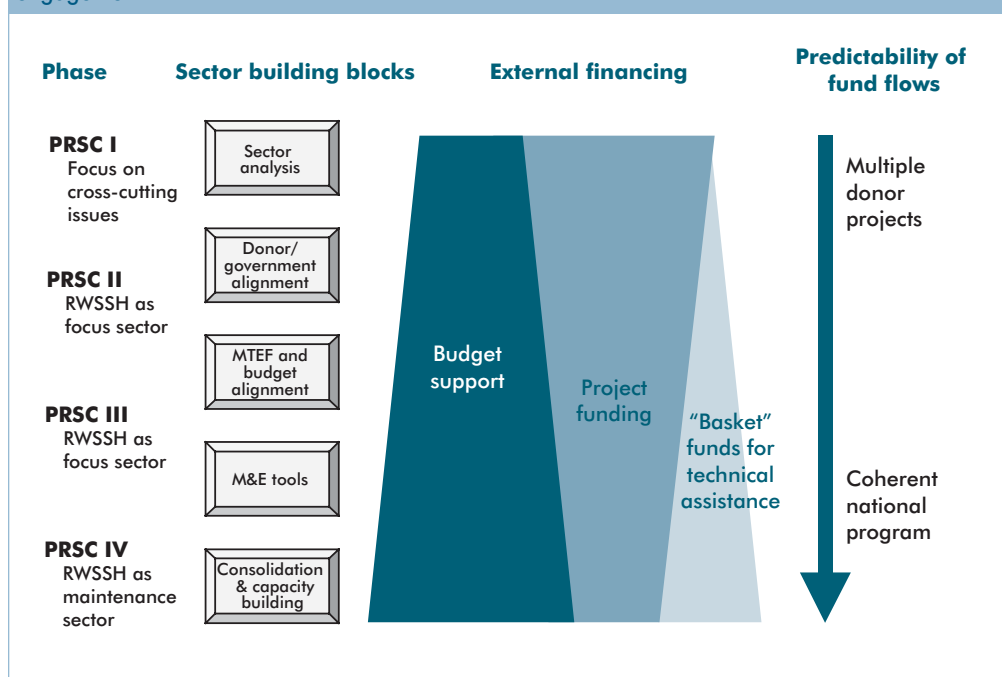 Phase
Sector building blocks
External financing
Predictability of
fund flows
PRSC I
Focus on
cross-cutting
issues
PRSC II
RWSSH as
focus sector
PRSC III
RWSSH as
focus sector
PRSC IV
RWSSH as
maintenance
sector
Sector
analysis
Donor/
government
alignment
MTEF and
budget
alignment
M&E tools
Consolidation
& capacity
building
Budget
support
Project
funding
“Basket”
funds for
technical
assistance
Multiple
donor
projects
Coherent
national
program